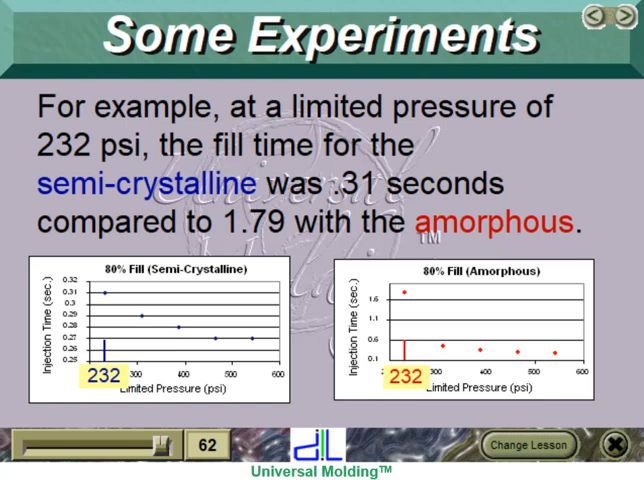 Some Experiments
For example, at a limited pressure of
232 psi, the fill time for the
semi-crystalline was .31 seconds
compared to 1.79 with the amorphous.
TM
80% Fill (Semi-Crystalline)
Injection Time (sec.)
0.32
0.31
0.3
0.29
0.28
0.27
0.26
0.25
232
300
400
500
600
Limited Pressure (psi)
80% Fill (Amorphous)
Injection Time (sec.)
1.6
1.1
0.6
0.1
232
300
400
500
600
Limited Pressure (psi)
62
diL
Change Lesson
Universal Molding™